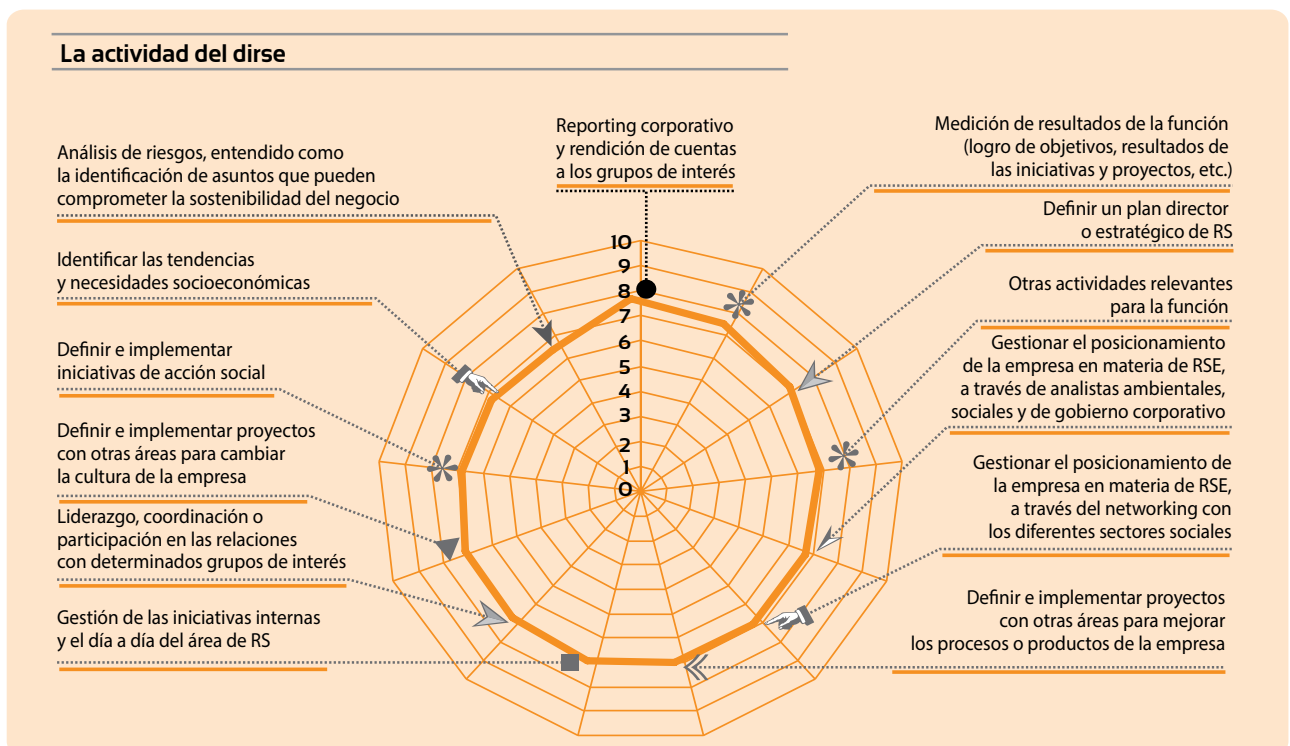 La actividad del dirse
Reporting corporativo
y rendición de cuentas
a los grupos de interés
Medición de resultados de la función
(logro de objetivos, resultados de
las iniciativas y proyectos, etc.)
Definir un plan director
o estratégico de RS
Otras actividades relevantes
para la función
Gestionar el posicionamiento
de la empresa en materia de RSE,
a través de analistas ambientales,
sociales y de gobierno corporativo
Gestionar el posicionamiento de
la empresa en materia de RSE,
a través del networking con
los diferentes sectores sociales
Definir e implementar proyectos
con otras áreas para mejorar
los procesos o productos de la empresa
Análisis de riesgos, entendido como
la identificación de asuntos que pueden
comprometer la sostenibilidad del negocio
Identificar las tendencias
y necesidades socioeconómicas
Definir e implementar
iniciativas de acción social
Definir e implementar proyectos
con otras áreas para cambiar
la cultura de la empresa
Liderazgo, coordinación o
participación en las relaciones
con determinados grupos de interés
Gestión de las iniciativas internas
y el día a día del área de RS
10
9
8
7
6
5
4
3
2
1
0